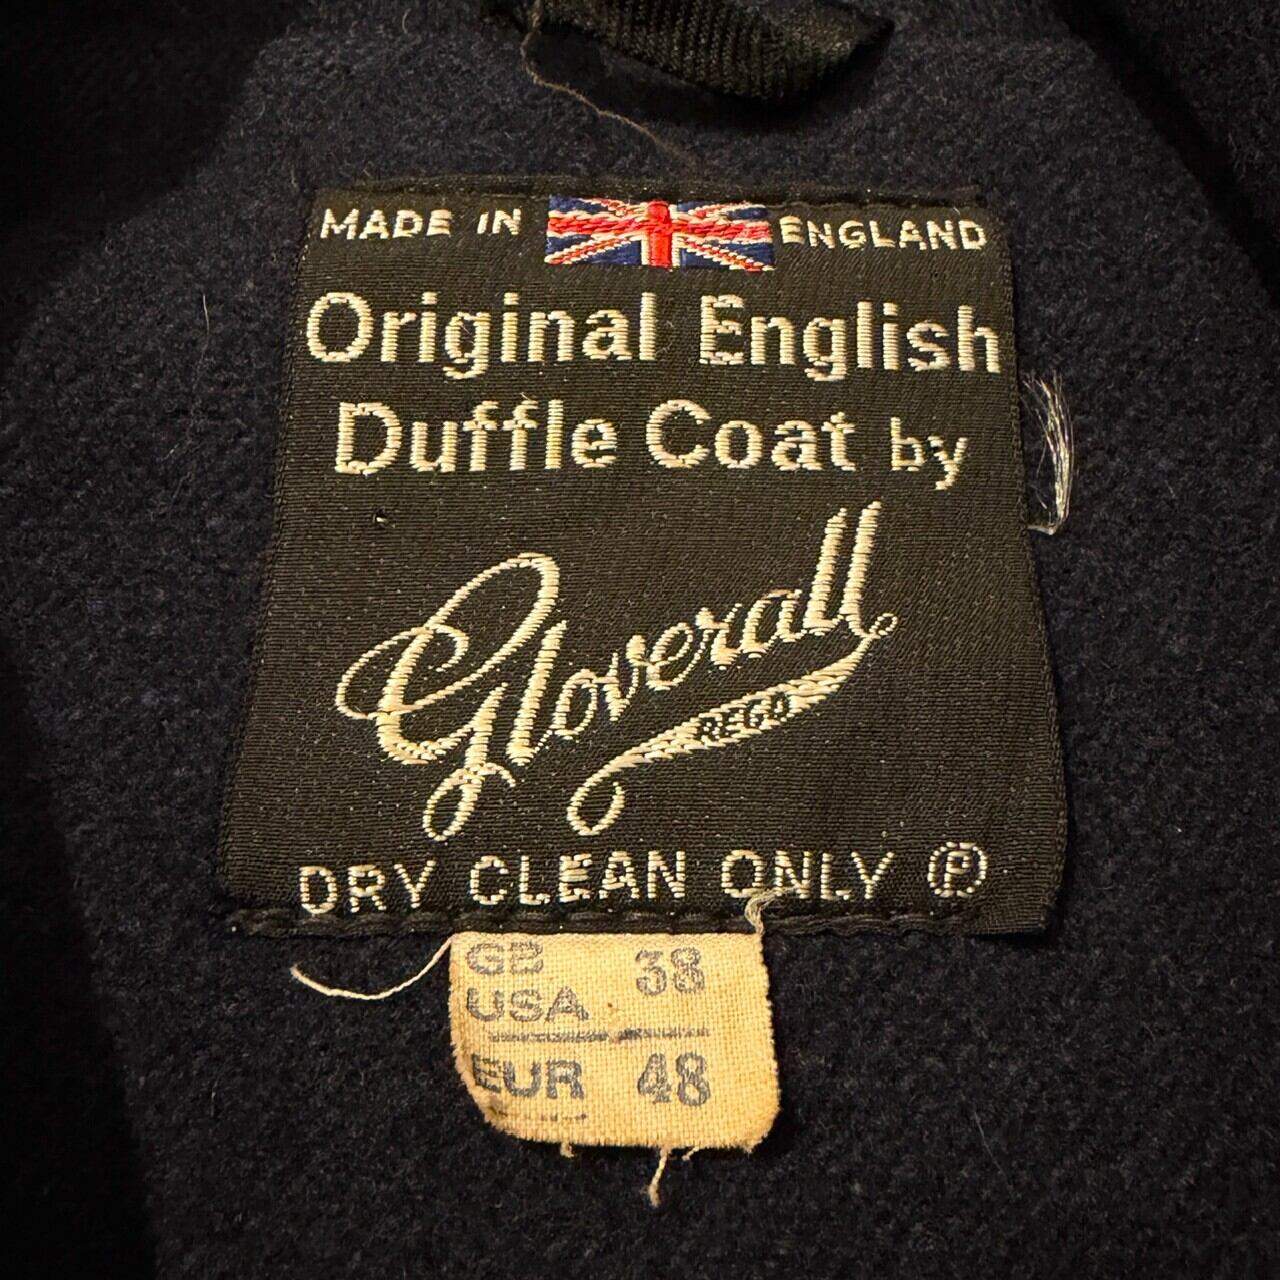 MADE IN ENGLAND
Original English
Duffle Coat by
Gloverall
REGD
DRY CLEAN ONLY Ⓟ
GB 38
USA
EUR 48